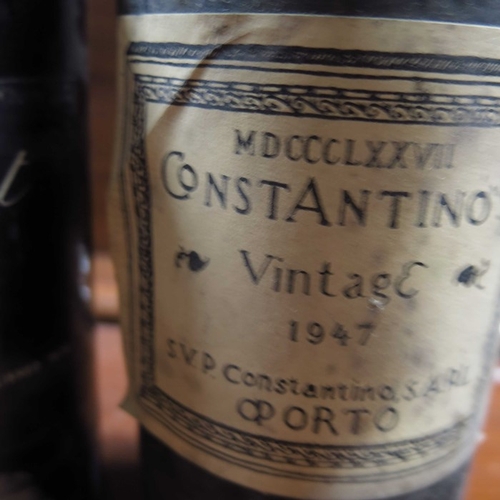 MDCCCLXXVII
CONSTANTINO
VintagE
1947
S.V.P. Constantino, S.A.R.L.
OPORTO
t